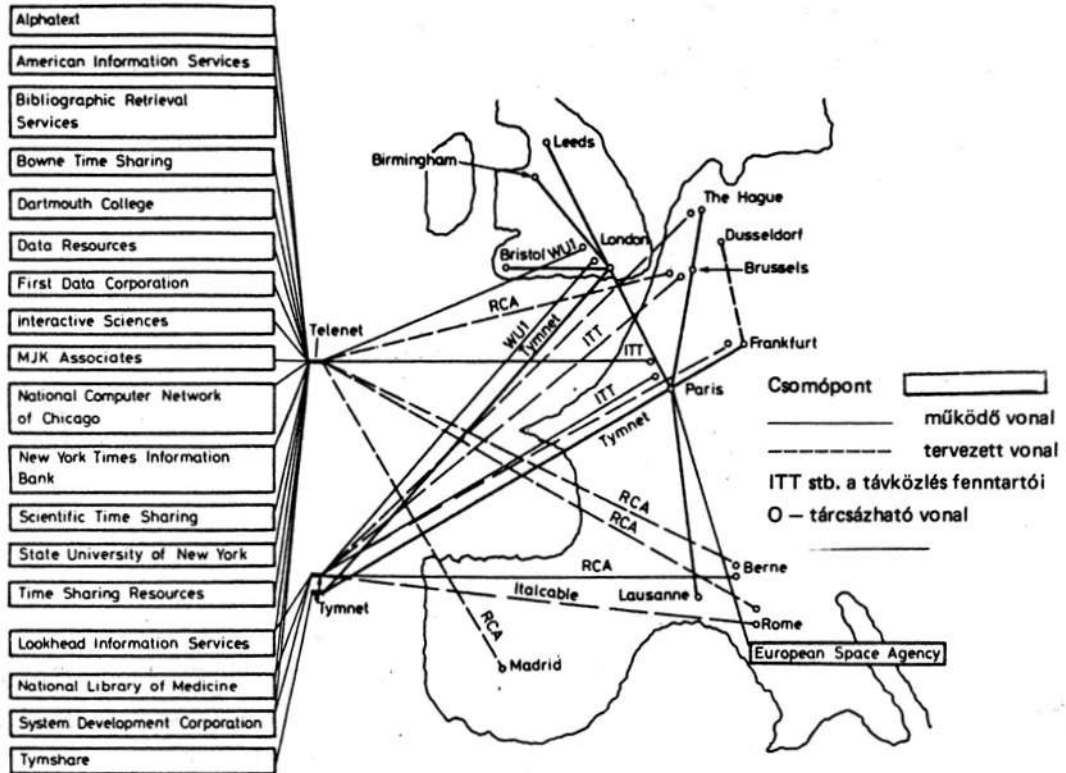 Alphatext
American Information Services
Bibliographic Retrieval
Services
Bowne Time Sharing
Dartmouth College
Data Resources
First Data Corporation
Interactive Sciences
MJK Associates
National Computer Network
of Chicago
New York Times Information
Bank
Scientific Time Sharing
State University of New York
Time Sharing Resources
Lookhead Information Services
National Library of Medicine
System Development Corporation
Tymshare
Telenet
Tymnet
Leeds
Birmingham
The Hague
London
Dusseldorf
Bristol
WU1
Brussels
RCA
WU1
Tymnet
ITT
Frankfurt
ITT
ITT
Paris
Tymnet
RCA
RCA
Berne
RCA
Italcable
Lausanne
Rome
RCA
Madrid
European Space Agency
Csomópont
működő vonal
tervezett vonal
ITT stb. a távközlés fenntartói
O – tárcsázható vonal